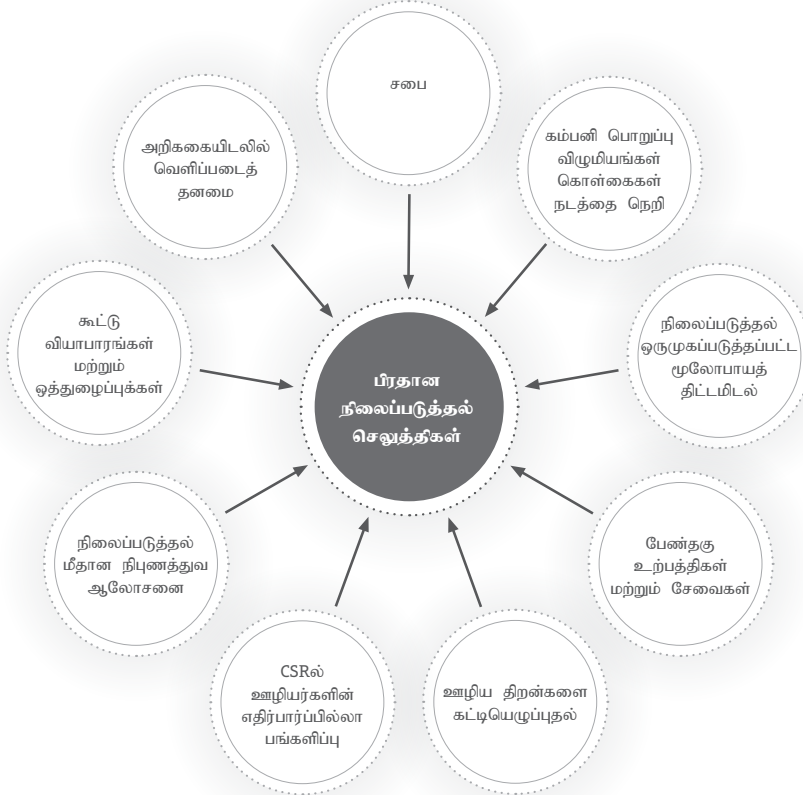 சபை
கம்பனி பொறுப்பு
விழுமியங்கள்
கொள்கைகள்
நடத்தை நெறி
நிலைப்படுத்தல்
ஒருமுகப்படுத்தப்பட்ட
மூலோபாயத்
திட்டமிடல்
பேண்தகு
உற்பத்திகள்
மற்றும் சேவைகள்
ஊழிய திறன்களை
கட்டியெழுப்புதல்
CSRல்
ஊழியர்களின்
எதிர்பார்ப்பில்லா
பங்களிப்பு
நிலைப்படுத்தல்
மீதான நிபுணத்துவ
ஆலோசனை
கூட்டு
வியாபாரங்கள்
மற்றும்
ஒத்துழைப்புக்கள்
அறிககையிடலில்
வெளிப்படைத்
தனமை
பிரதான
நிலைப்படுத்தல்
செலுத்திகள்